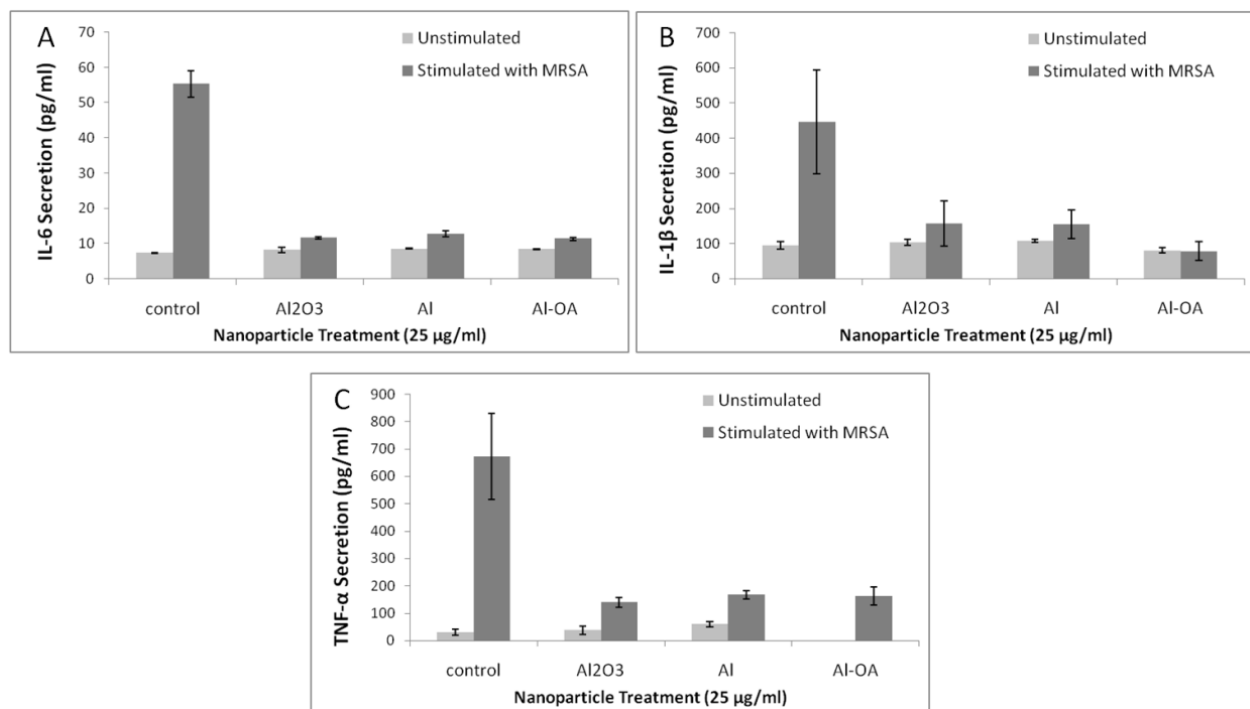 A
IL-6 Secretion (pg/ml)
70
60
50
40
30
20
10
0
Unstimulated
Stimulated with MRSA
control Al2O3 Al Al-OA
Nanoparticle Treatment (25 µg/ml)
B
IL-1β Secretion (pg/ml)
700
600
500
400
300
200
100
0
Unstimulated
Stimulated with MRSA
control Al2O3 Al Al-OA
Nanoparticle Treatment (25 µg/ml)
C
TNF-α Secretion (pg/ml)
900
800
700
600
500
400
300
200
100
0
Unstimulated
Stimulated with MRSA
control Al2O3 Al Al-OA
Nanoparticle Treatment (25 µg/ml)